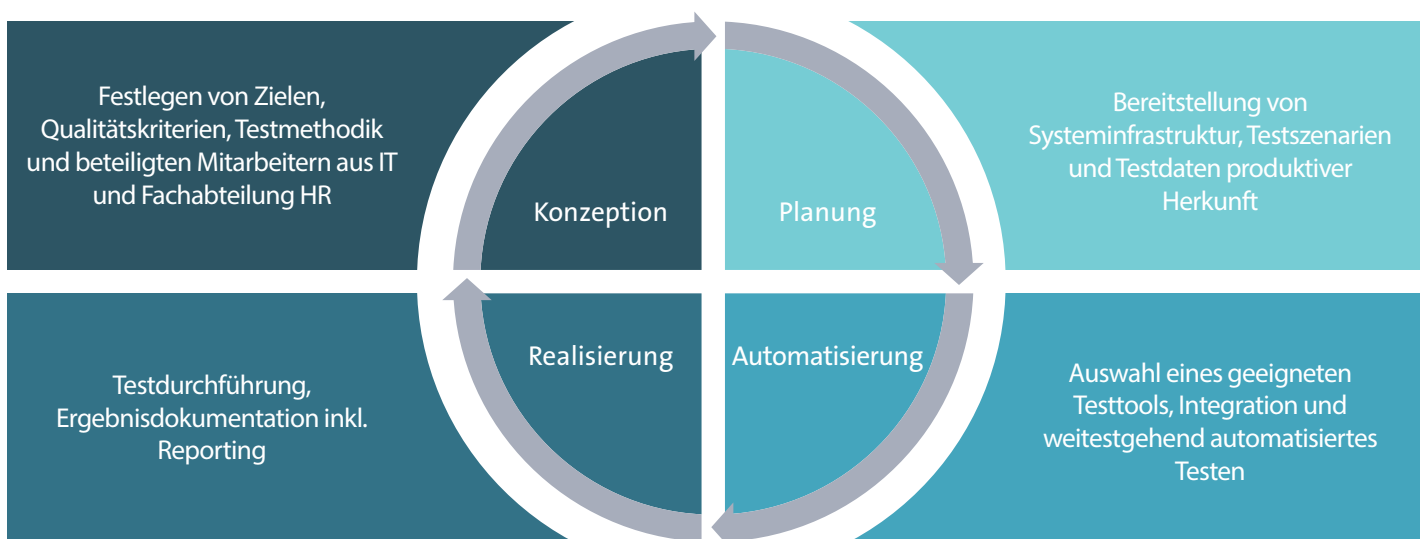 Festlegen von Zielen,
Qualitätskriterien, Testmethodik
und beteiligten Mitarbeitern aus IT
und Fachabteilung HR
Konzeption
Planung
Bereitstellung von
Systeminfrastruktur, Testszenarien
und Testdaten produktiver
Herkunft
Testdurchführung,
Ergebnisdokumentation inkl.
Reporting
Realisierung
Automatisierung
Auswahl eines geeigneten
Testtools, Integration und
weitestgehend automatisiertes
Testen